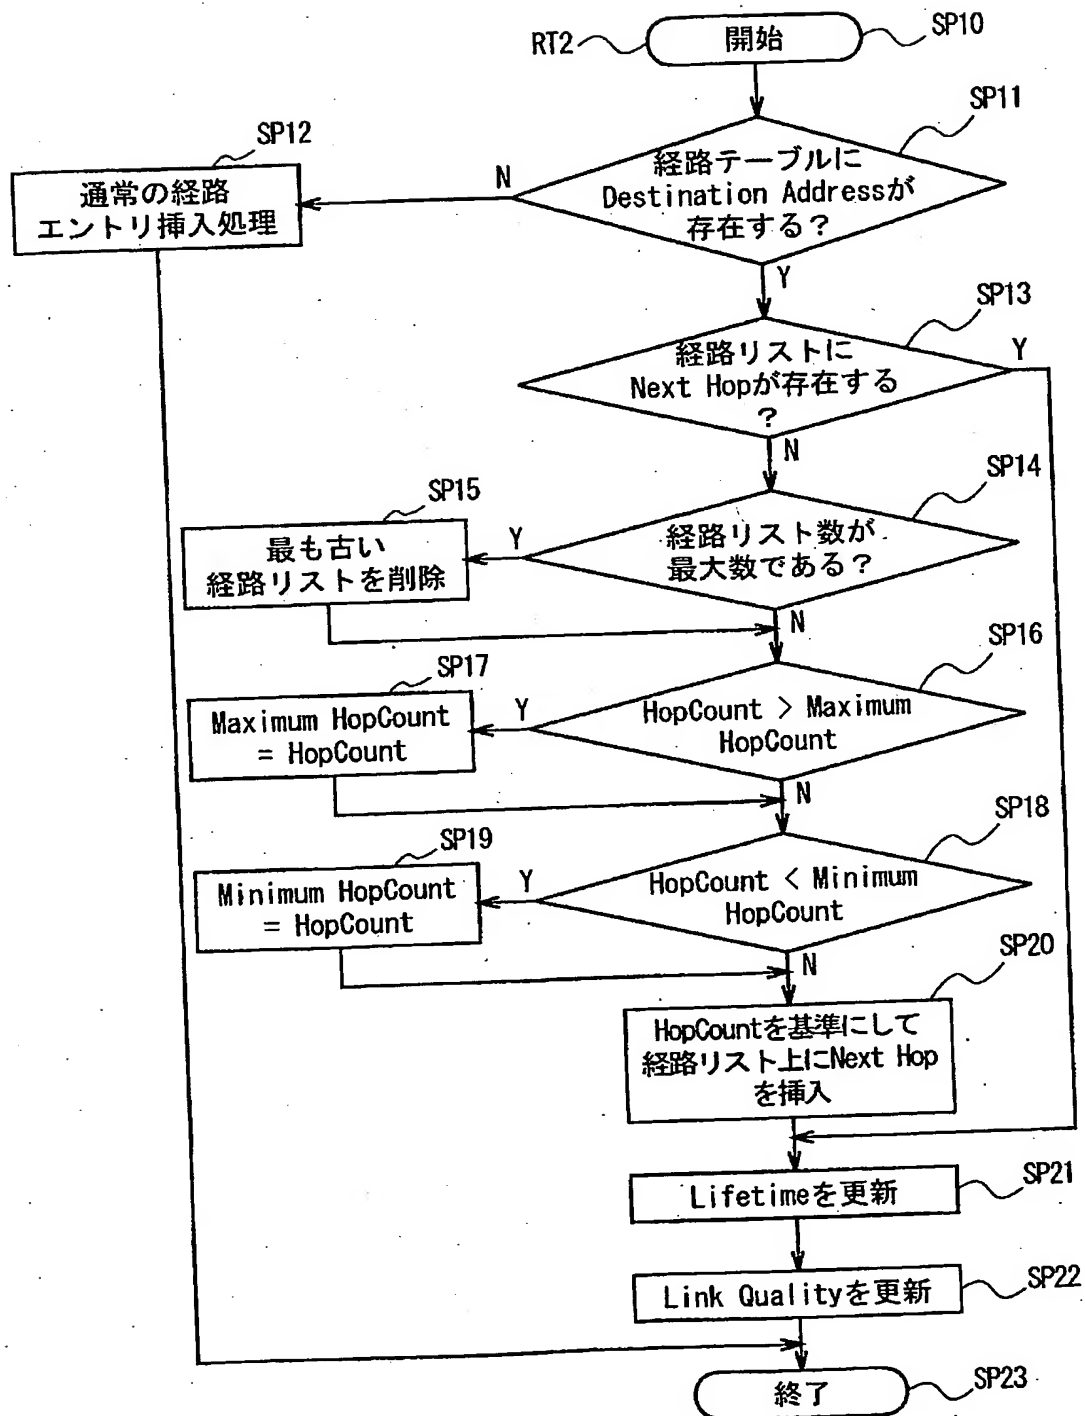 RT2
開始
SP10
SP11
経路テーブルに
Destination Addressが
存在する?
N
Y
SP12
通常の経路
エントリ挿入処理
SP13
経路リストに
Next Hopが存在する
?
Y
N
SP14
経路リスト数が
最大数である?
Y
N
SP15
最も古い
経路リストを削除
SP16
HopCount > Maximum
HopCount
Y
N
SP17
Maximum HopCount
= HopCount
SP18
HopCount < Minimum
HopCount
Y
N
SP19
Minimum HopCount
= HopCount
SP20
HopCountを基準にして
経路リスト上にNext Hop
を挿入
SP21
Lifetimeを更新
SP22
Link Qualityを更新
終了
SP23